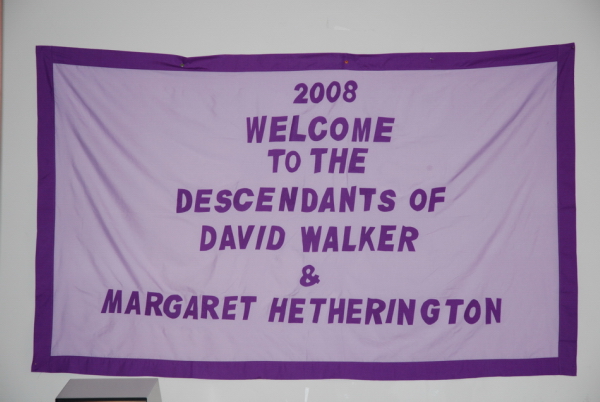 2008
WELCOME
TO THE
DESCENDANTS OF
DAVID WALKER
&
MARGARET HETHERINGTON